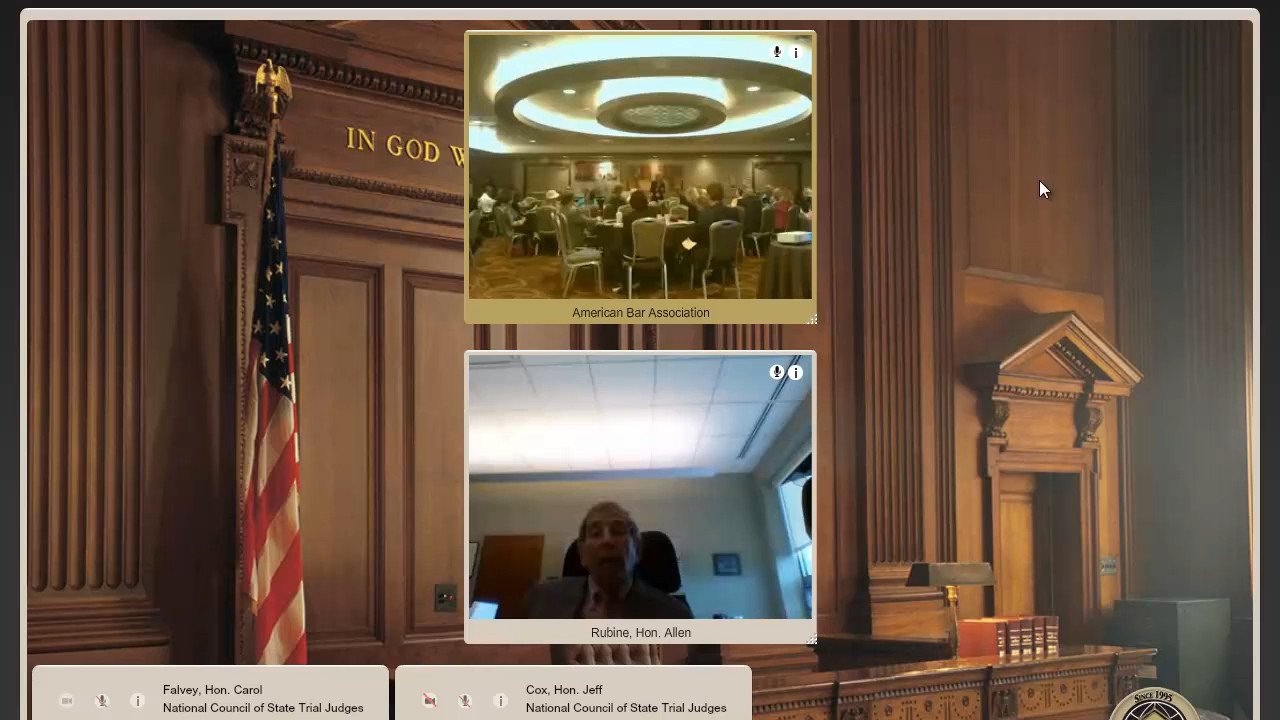 IN GOD W
American Bar Association
Rubine, Hon. Allen
Falvey, Hon. Carol
National Council of State Trial Judges
Cox, Hon. Jeff
National Council of State Trial Judges
SINCE 1995